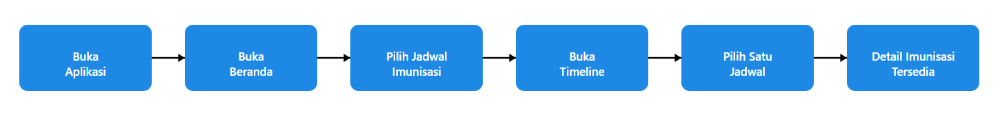 Buka
Aplikasi
Buka
Beranda
Pilih Jadwal
Imunisasi
Buka
Timeline
Pilih Satu
Jadwal
Detail Imunisasi
Tersedia